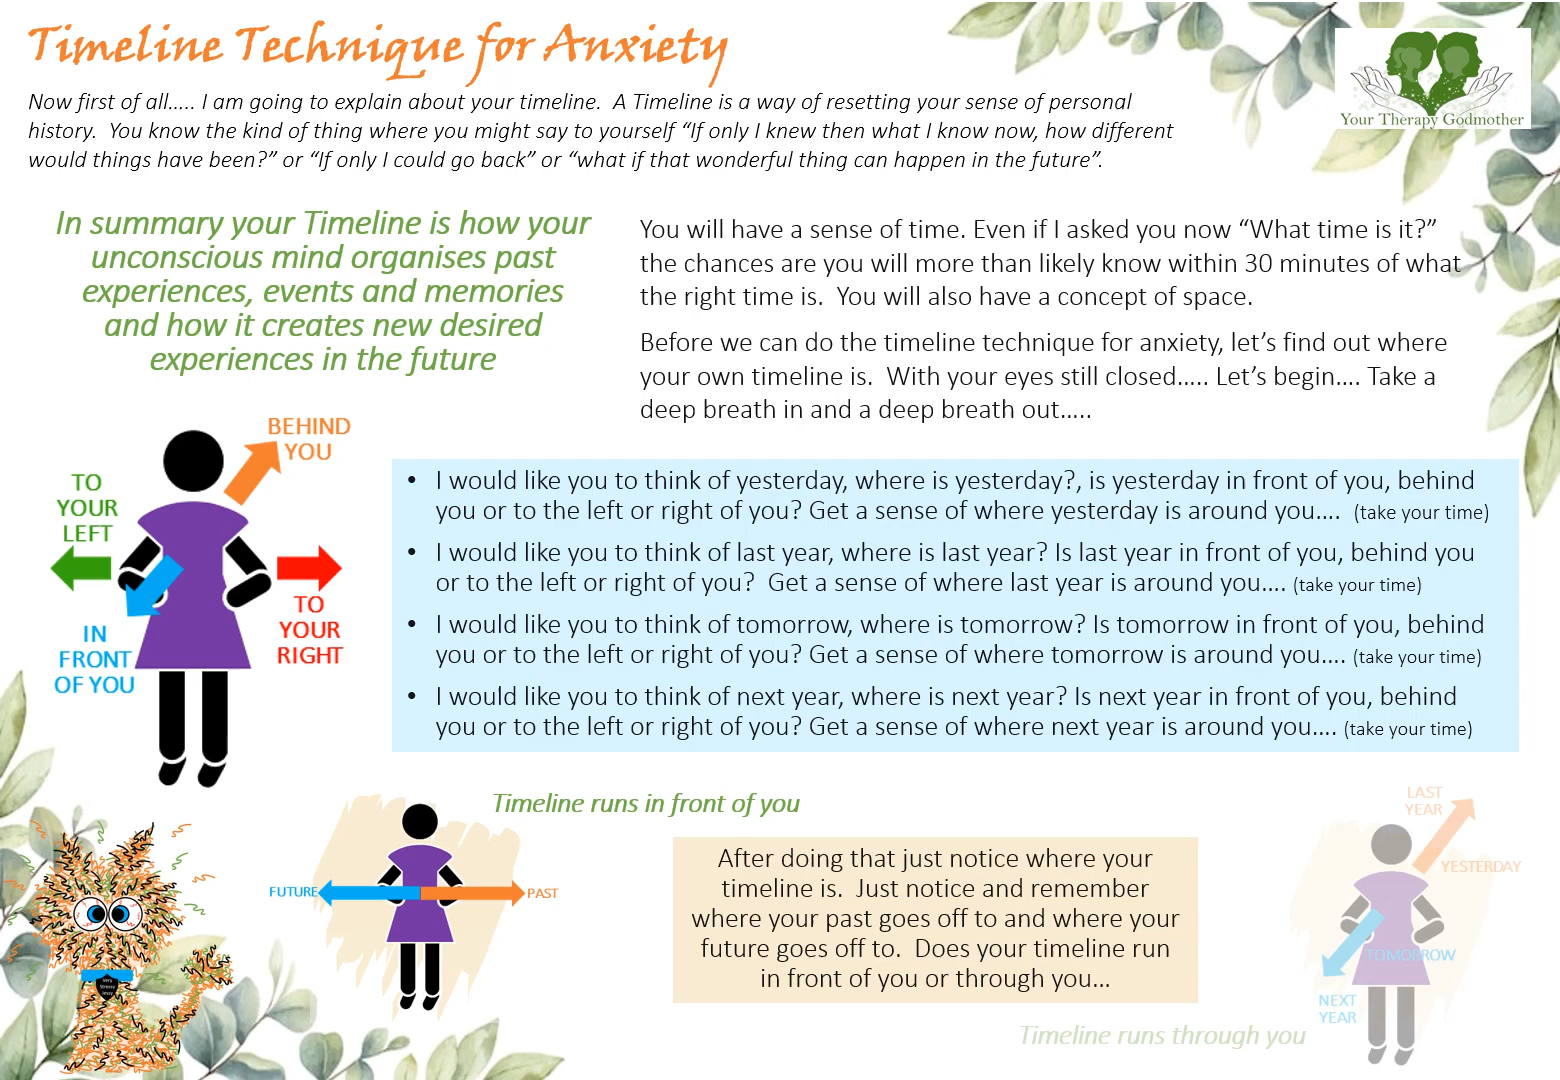 Timeline Technique for Anxiety
Your Therapy Godmother
Now first of all..... I am going to explain about your timeline.  A Timeline is a way of resetting your sense of personal
history.  You know the kind of thing where you might say to yourself “If only I knew then what I know now, how different
would things have been?” or “If only I could go back” or “what if that wonderful thing can happen in the future”.
In summary your Timeline is how your
unconscious mind organises past
experiences, events and memories
and how it creates new desired
experiences in the future
You will have a sense of time. Even if I asked you now “What time is it?”
the chances are you will more than likely know within 30 minutes of what
the right time is.  You will also have a concept of space.
Before we can do the timeline technique for anxiety, let’s find out where
your own timeline is.  With your eyes still closed..... Let’s begin.... Take a
deep breath in and a deep breath out.....
BEHIND
YOU
TO
YOUR
LEFT
TO
YOUR
RIGHT
IN
FRONT
OF YOU
• I would like you to think of yesterday, where is yesterday?, is yesterday in front of you, behind
you or to the left or right of you? Get a sense of where yesterday is around you....  (take your time)
• I would like you to think of last year, where is last year? Is last year in front of you, behind you
or to the left or right of you?  Get a sense of where last year is around you.... (take your time)
• I would like you to think of tomorrow, where is tomorrow? Is tomorrow in front of you, behind
you or to the left or right of you? Get a sense of where tomorrow is around you.... (take your time)
• I would like you to think of next year, where is next year? Is next year in front of you, behind
you or to the left or right of you? Get a sense of where next year is around you.... (take your time)
Timeline runs in front of you
FUTURE
PAST
After doing that just notice where your
timeline is.  Just notice and remember
where your past goes off to and where your
future goes off to.  Does your timeline run
in front of you or through you...
LAST
YEAR
YESTERDAY
TOMORROW
NEXT
YEAR
Timeline runs through you
Very
Stressy
Jessy